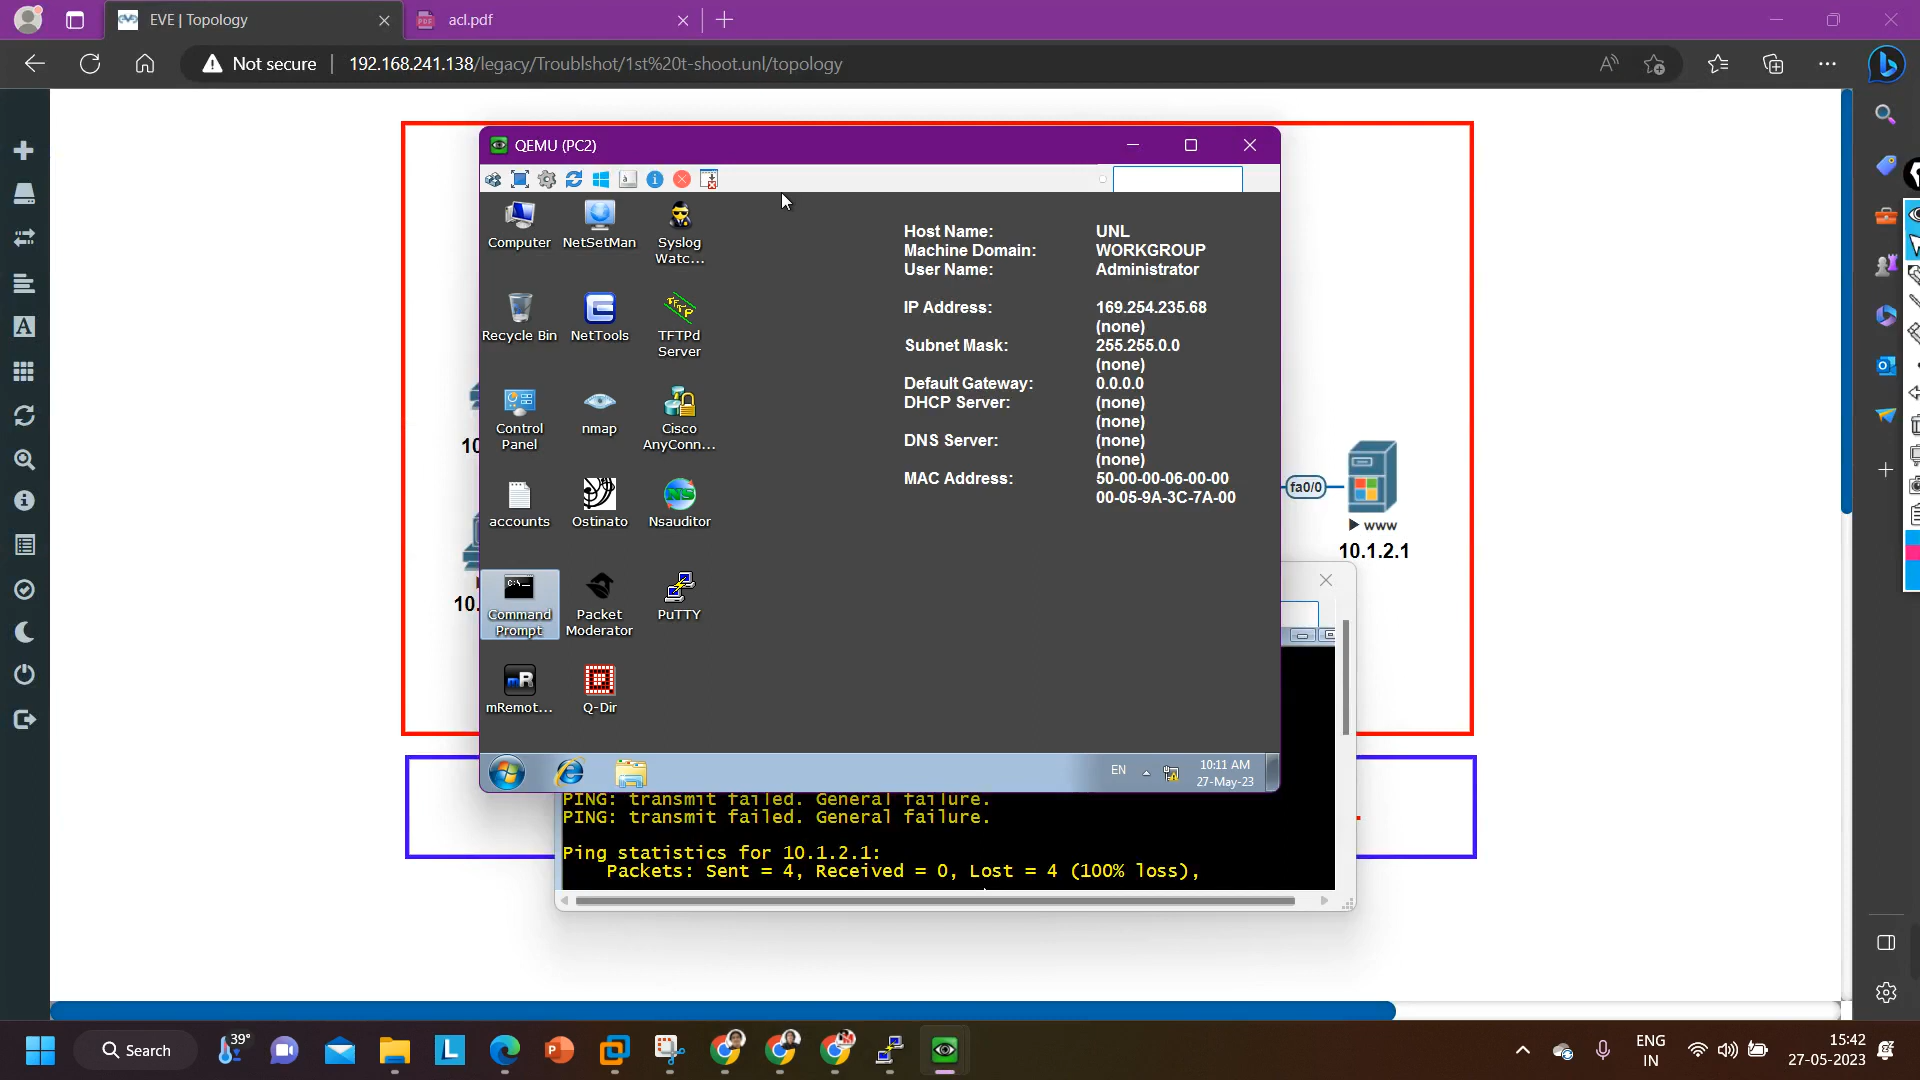 EVE | Topology
acl.pdf
Not secure
192.168.241.138/legacy/Troublshot/1st%20t-shoot.unl/topology
QEMU (PC2)
Computer
NetSetMan
Syslog
Watc...
Recycle Bin
NetTools
TFTPd
Server
Control
Panel
nmap
Cisco
AnyConn...
accounts
Ostinato
Nsauditor
Command
Prompt
Packet
Moderator
PuTTY
mRemot...
Q-Dir
Host Name: UNL
Machine Domain: WORKGROUP
User Name: Administrator
IP Address: 169.254.235.68
(none)
Subnet Mask: 255.255.0.0
(none)
Default Gateway: 0.0.0.0
DHCP Server: (none)
(none)
DNS Server: (none)
(none)
MAC Address: 50-00-00-06-00-00
00-05-9A-3C-7A-00
EN
10:11 AM
27-May-23
10
10.
fa0/0
www
10.1.2.1
PING: transmit failed. General failure.
PING: transmit failed. General failure.
Ping statistics for 10.1.2.1:
Packets: Sent = 4, Received = 0, Lost = 4 (100% loss),
Search
39°
ENG
IN
15:42
27-05-2023